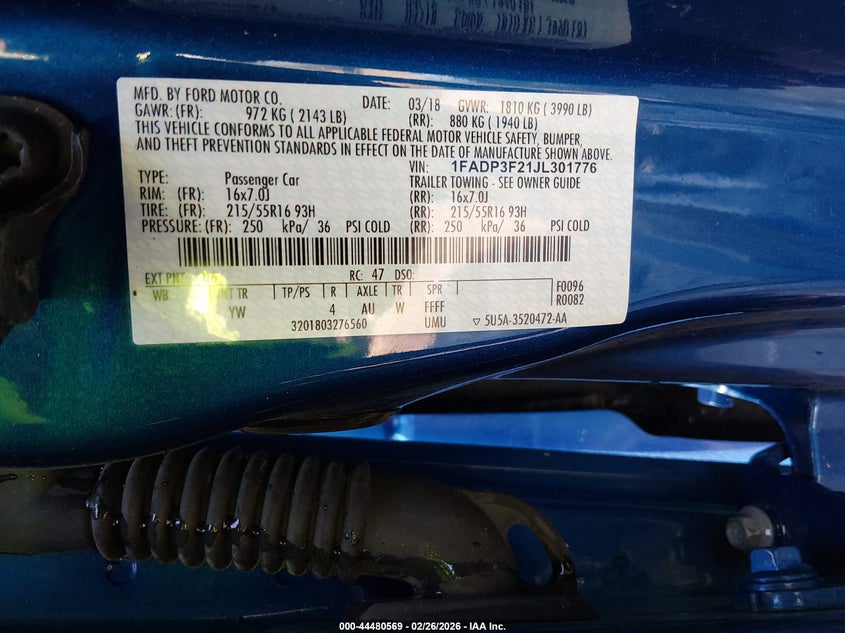 MFD. BY FORD MOTOR CO. DATE: 03/18 GVWR: 1810 KG ( 3990 LB)
GAWR: (FR): 972 KG ( 2143 LB) (RR): 880 KG ( 1940 LB)
THIS VEHICLE CONFORMS TO ALL APPLICABLE FEDERAL MOTOR VEHICLE SAFETY, BUMPER,
AND THEFT PREVENTION STANDARDS IN EFFECT ON THE DATE OF MANUFACTURE SHOWN ABOVE.
VIN: 1FADP3F21JL301776
TYPE: Passenger Car TRAILER TOWING - SEE OWNER GUIDE
RIM: (FR): 16x7.0J (RR): 16x7.0J
TIRE: (FR): 215/55R16 93H (RR): 215/55R16 93H
PRESSURE: (FR): 250 kPa/ 36 PSI COLD (RR): 250 kPa/ 36 PSI COLD
EXT PNT: RC: 47 DSO:
WB INT TR TP/PS R AXLE TR SPR F0096
R0082
YW 4 AU W FFFF
3201803276560 UMU ▽ 5U5A-3520472-AA
000-44480569 - 02/26/2026 - IAA Inc.